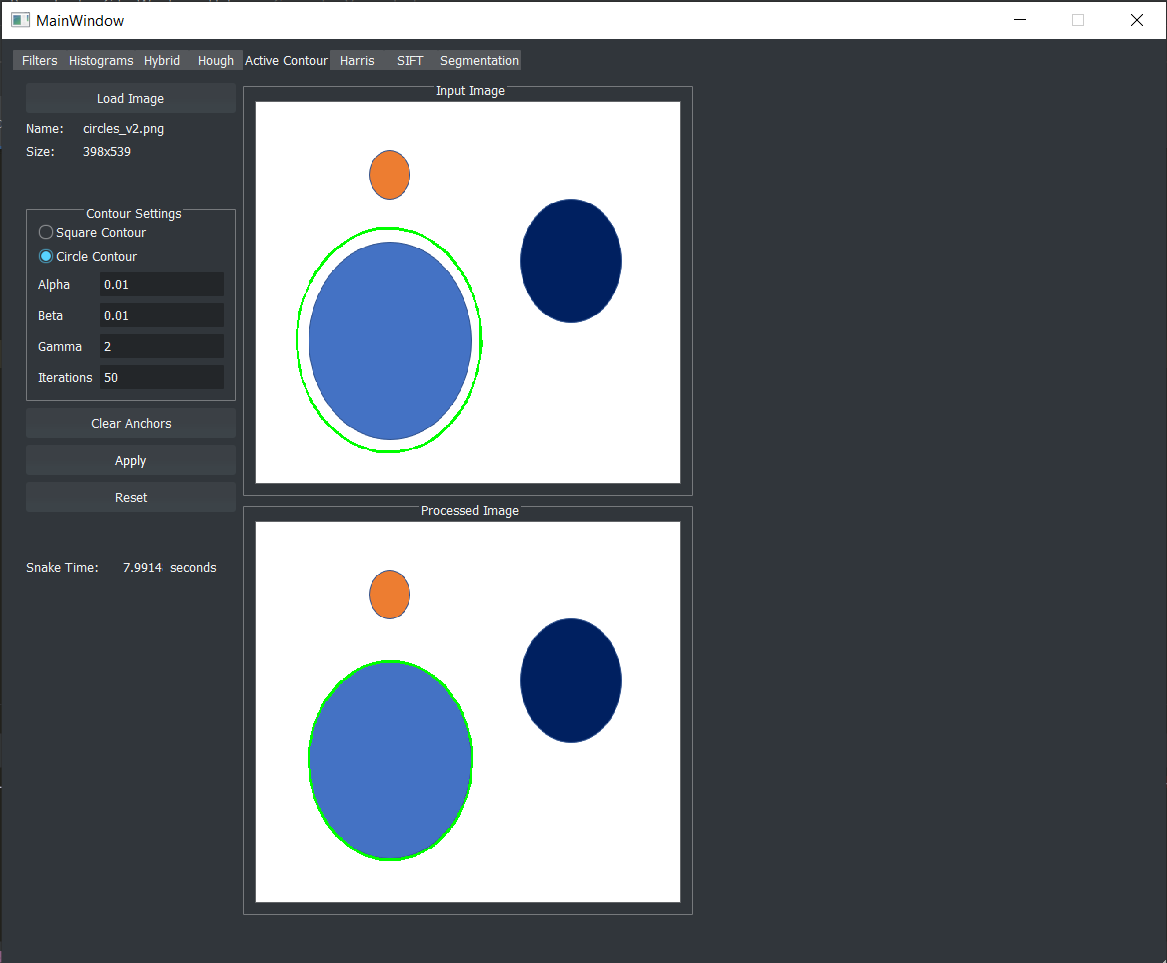 MainWindow
Filters Histograms Hybrid Hough Active Contour Harris SIFT Segmentation
Load Image
Name: circles_v2.png
Size: 398x539
Contour Settings
Square Contour
Circle Contour
Alpha 0.01
Beta 0.01
Gamma 2
Iterations 50
Clear Anchors
Apply
Reset
Snake Time: 7.9914 seconds
Input Image
Processed Image